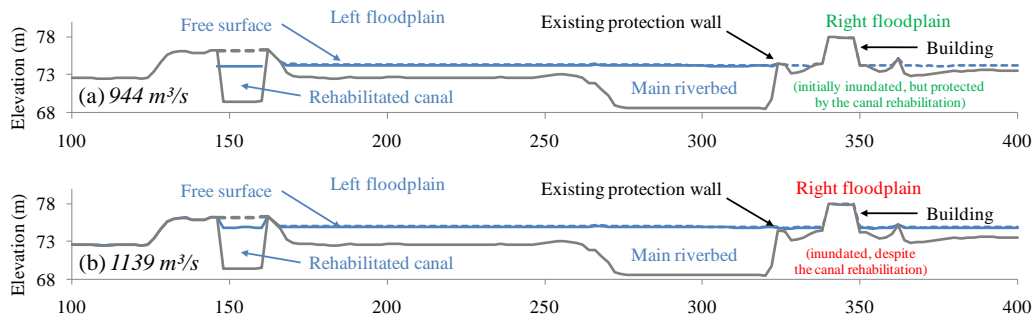 Elevation (m)
78
73
68
Free surface
Left floodplain
Existing protection wall
Right floodplain
Building
Rehabilitated canal
Main riverbed
(initially inundated, but protected
by the canal rehabilitation)
(a) 944 m³/s
100 150 200 250 300 350 400
Elevation (m)
78
73
68
Free surface
Left floodplain
Existing protection wall
Right floodplain
Building
Rehabilitated canal
Main riverbed
(inundated, despite
the canal rehabilitation)
(b) 1139 m³/s
100 150 200 250 300 350 400